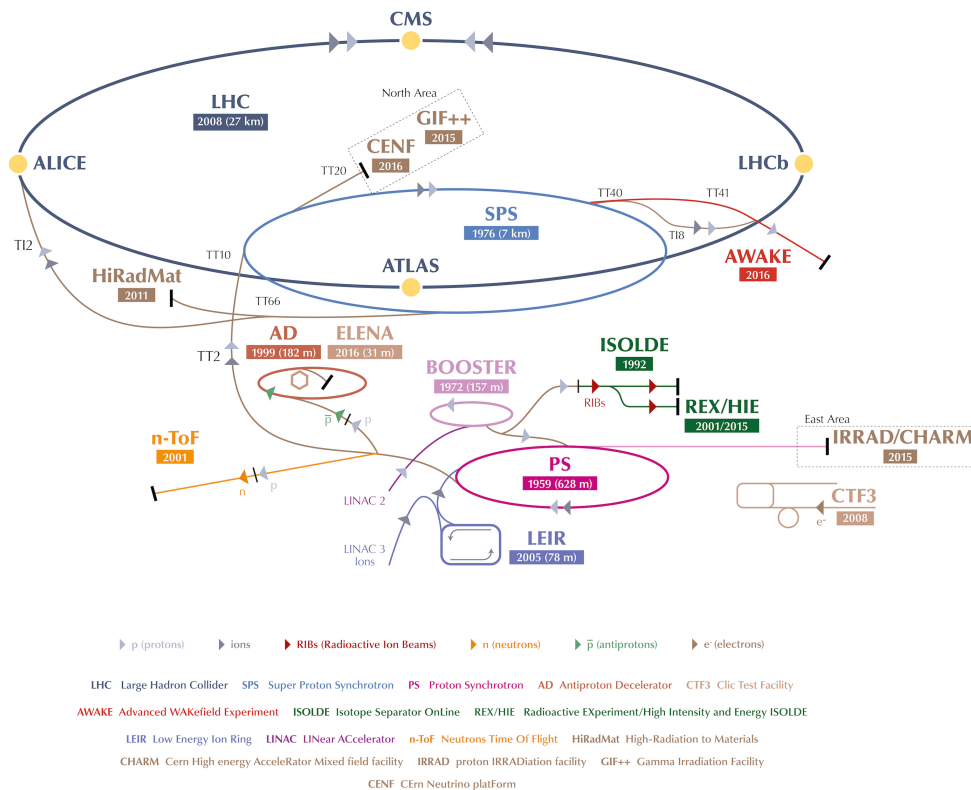 CMS
North Area
LHC
2008 (27 km)
GIF++
2015
CENF
2016
ALICE
LHCb
TT20
TT40
TT41
SPS
1976 (7 km)
TI8
TI2
TT10
AWAKE
2016
ATLAS
HiRadMat
2011
TT66
AD
1999 (182 m)
ELENA
2016 (31 m)
TT2
ISOLDE
1992
BOOSTER
1972 (157 m)
RIBs
REX/HIE
2001/2015
p̅
p
East Area
n-ToF
2001
IRRAD/CHARM
2015
PS
1959 (628 m)
n
p
LINAC 2
CTF3
2008
e-
LEIR
2005 (78 m)
LINAC 3
Ions
p (protons) ions RIBs (Radioactive Ion Beams) n (neutrons) p̅ (antiprotons) e- (electrons)
LHC Large Hadron Collider SPS Super Proton Synchrotron PS Proton Synchrotron AD Antiproton Decelerator CTF3 Clic Test Facility
AWAKE Advanced WAKefield Experiment ISOLDE Isotope Separator OnLine REX/HIE Radioactive EXperiment/High Intensity and Energy ISOLDE
LEIR Low Energy Ion Ring LINAC LINear ACcelerator n-ToF Neutrons Time Of Flight HiRadMat High-Radiation to Materials
CHARM Cern High energy AcceleRator Mixed field facility IRRAD proton IRRADiation facility GIF++ Gamma Irradiation Facility
CENF CErn Neutrino platForm